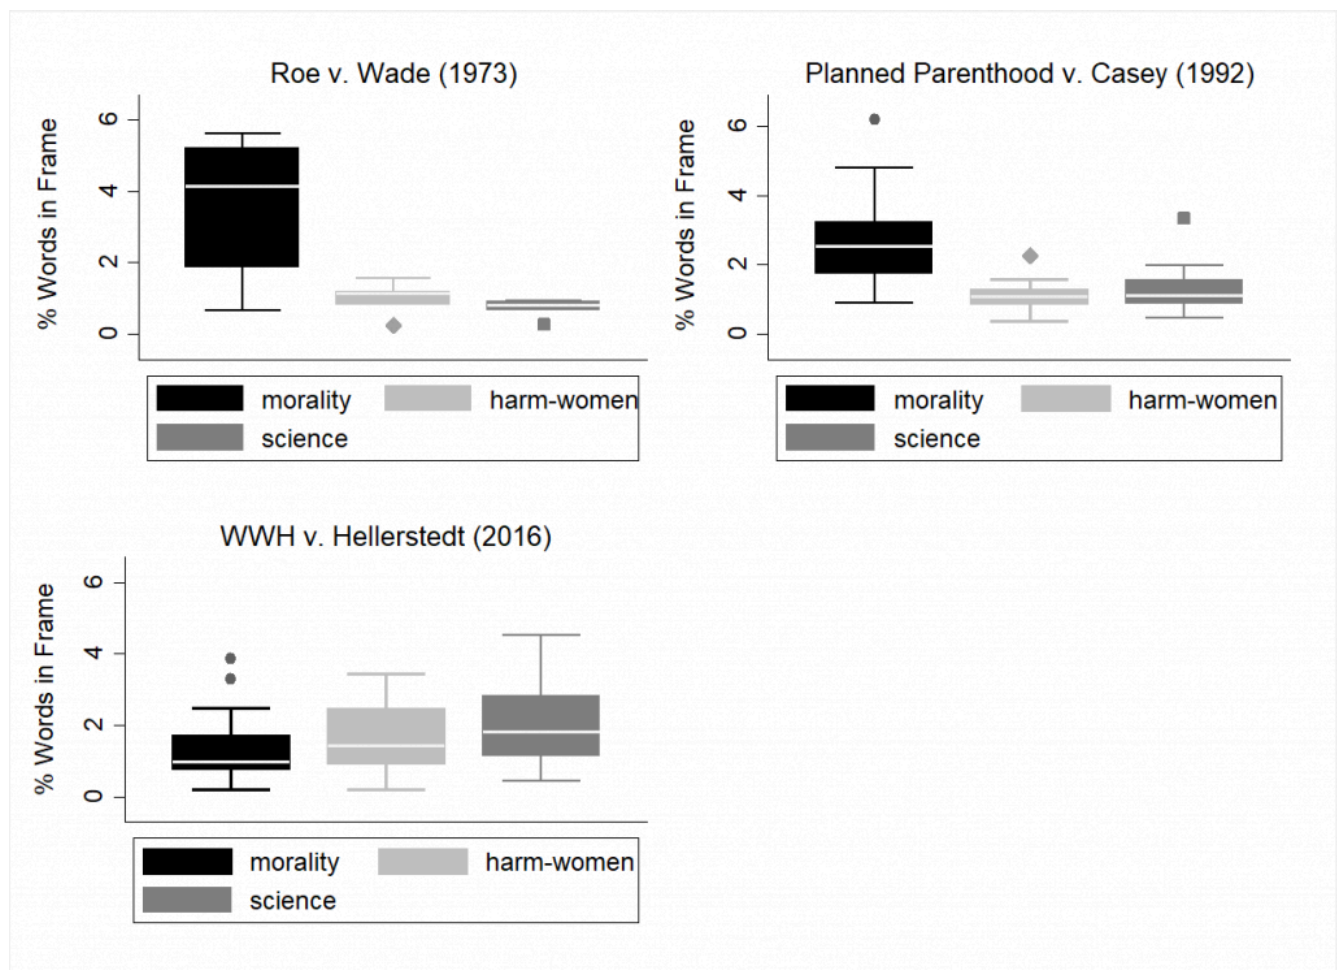 Roe v. Wade (1973)
% Words in Frame
6
4
2
0
morality
harm-women
science
Planned Parenthood v. Casey (1992)
% Words in Frame
6
4
2
0
morality
harm-women
science
WWH v. Hellerstedt (2016)
% Words in Frame
6
4
2
0
morality
harm-women
science